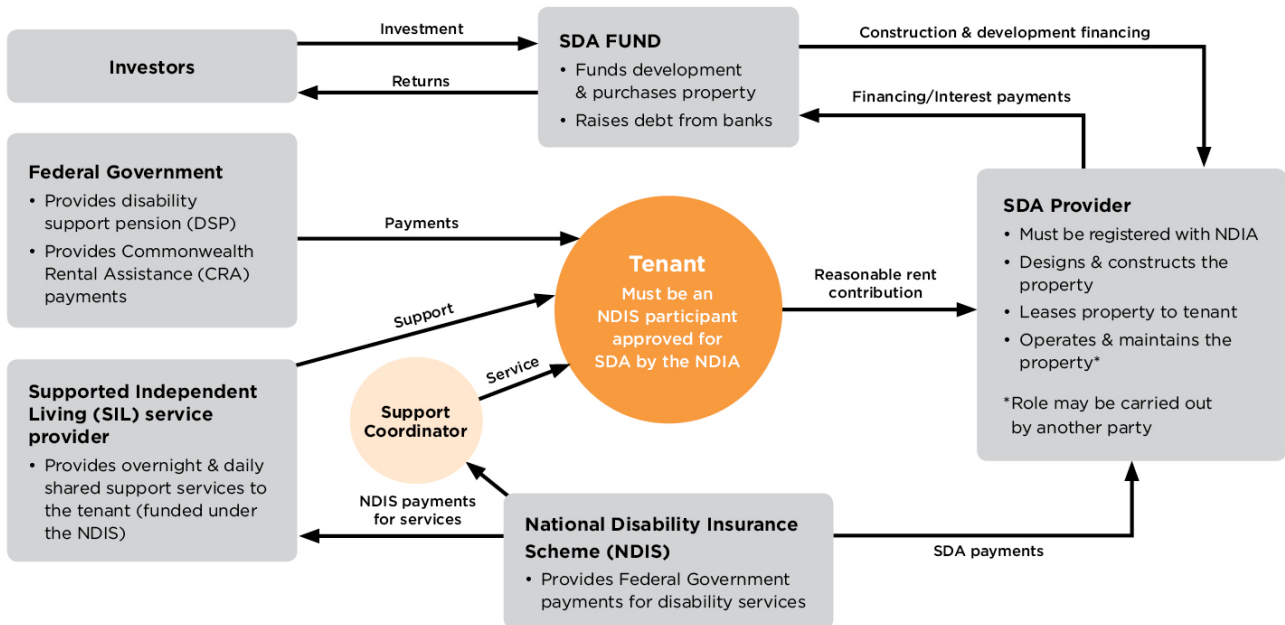 Investors
Investment
Returns
SDA FUND
• Funds development
& purchases property
• Raises debt from banks
Construction & development financing
Financing/Interest payments
Federal Government
• Provides disability
support pension (DSP)
• Provides Commonwealth
Rental Assistance (CRA)
payments
Payments
Tenant
Must be an
NDIS participant
approved for
SDA by the NDIA
Reasonable rent
contribution
SDA Provider
• Must be registered with NDIA
• Designs & constructs the
property
• Leases property to tenant
• Operates & maintains the
property*
*Role may be carried out
by another party
Support
Service
Supported Independent
Living (SIL) service
provider
• Provides overnight & daily
shared support services to
the tenant (funded under
the NDIS)
Support
Coordinator
NDIS payments
for services
National Disability Insurance
Scheme (NDIS)
• Provides Federal Government
payments for disability services
SDA payments